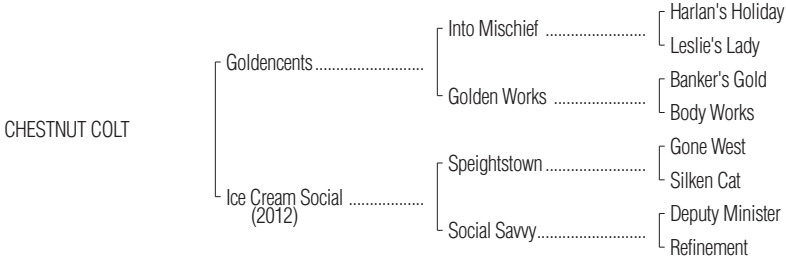 Harlan's Holiday
Into Mischief ........................
Leslie's Lady
Goldencents..........................
Banker's Gold
Golden Works ......................
Body Works
CHESTNUT COLT
Gone West
Speightstown ........................
Silken Cat
Ice Cream Social ..................
(2012)
Deputy Minister
Social Savvy..........................
Refinement